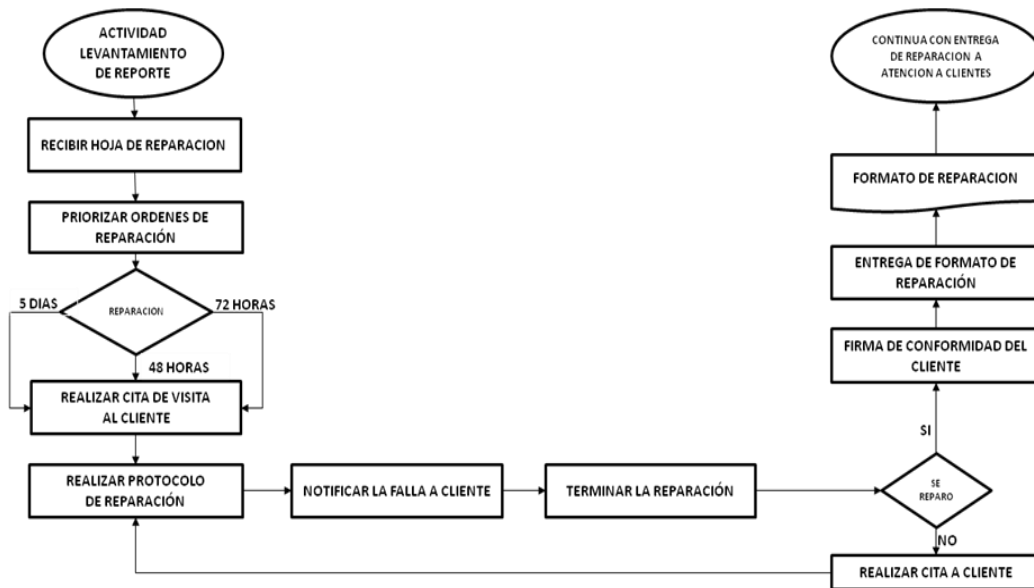 ACTIVIDAD
LEVANTAMIENTO
DE REPORTE
RECIBIR HOJA DE REPARACION
PRIORIZAR ORDENES DE
REPARACIÓN
5 DIAS
REPARACION
72 HORAS
48 HORAS
REALIZAR CITA DE VISITA
AL CLIENTE
REALIZAR PROTOCOLO
DE REPARACIÓN
NOTIFICAR LA FALLA A CLIENTE
TERMINAR LA REPARACIÓN
SE
REPARO
NO
REALIZAR CITA A CLIENTE
SI
FIRMA DE CONFORMIDAD DEL
CLIENTE
ENTREGA DE FORMATO DE
REPARACIÓN
FORMATO DE REPARACION
CONTINUA CON ENTREGA
DE REPARACION A
ATENCION A CLIENTES